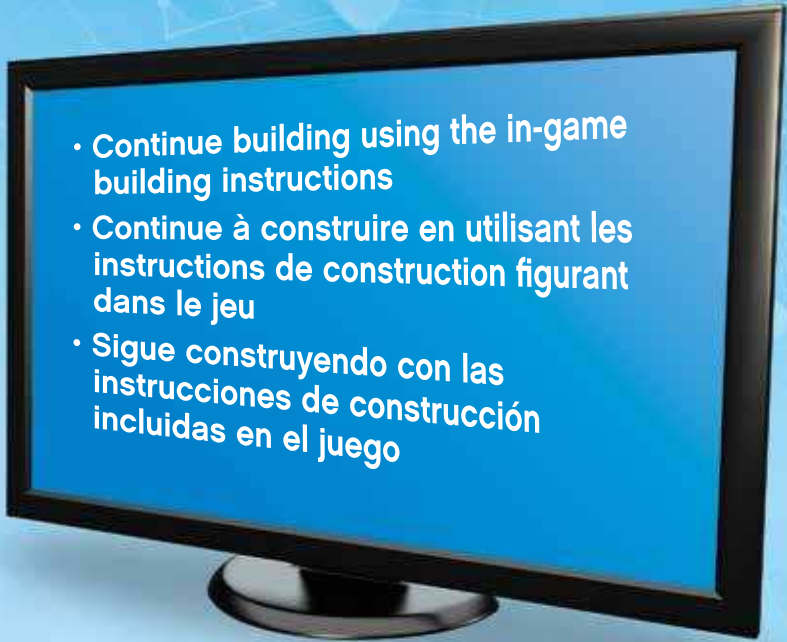 • Continue building using the in-game
building instructions
• Continue à construire en utilisant les
instructions de construction figurant
dans le jeu
• Sigue construyendo con las
instrucciones de construcción
incluidas en el juego